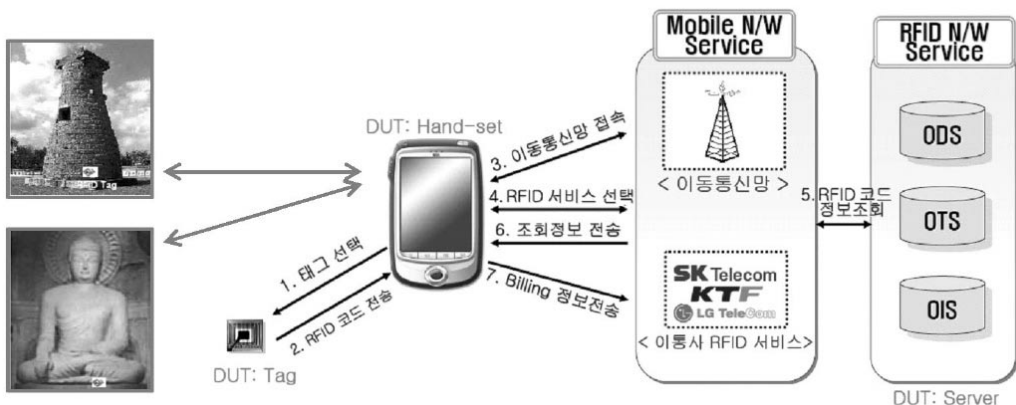 Mobile N/W
Service
RFID N/W
Service
DUT: Hand-set
3. 이동통신망 접속
< 이동통신망 >
4. RFID 서비스 선택
5. RFID 코드
정보조회
6. 조회정보 전송
1. 태그 선택
2. RFID 코드 전송
7. Billing 정보전송
SK Telecom
KTF
LG TeleCom
< 이통사 RFID 서비스>
ODS
OTS
OIS
Tag
DUT: Tag
DUT: Server